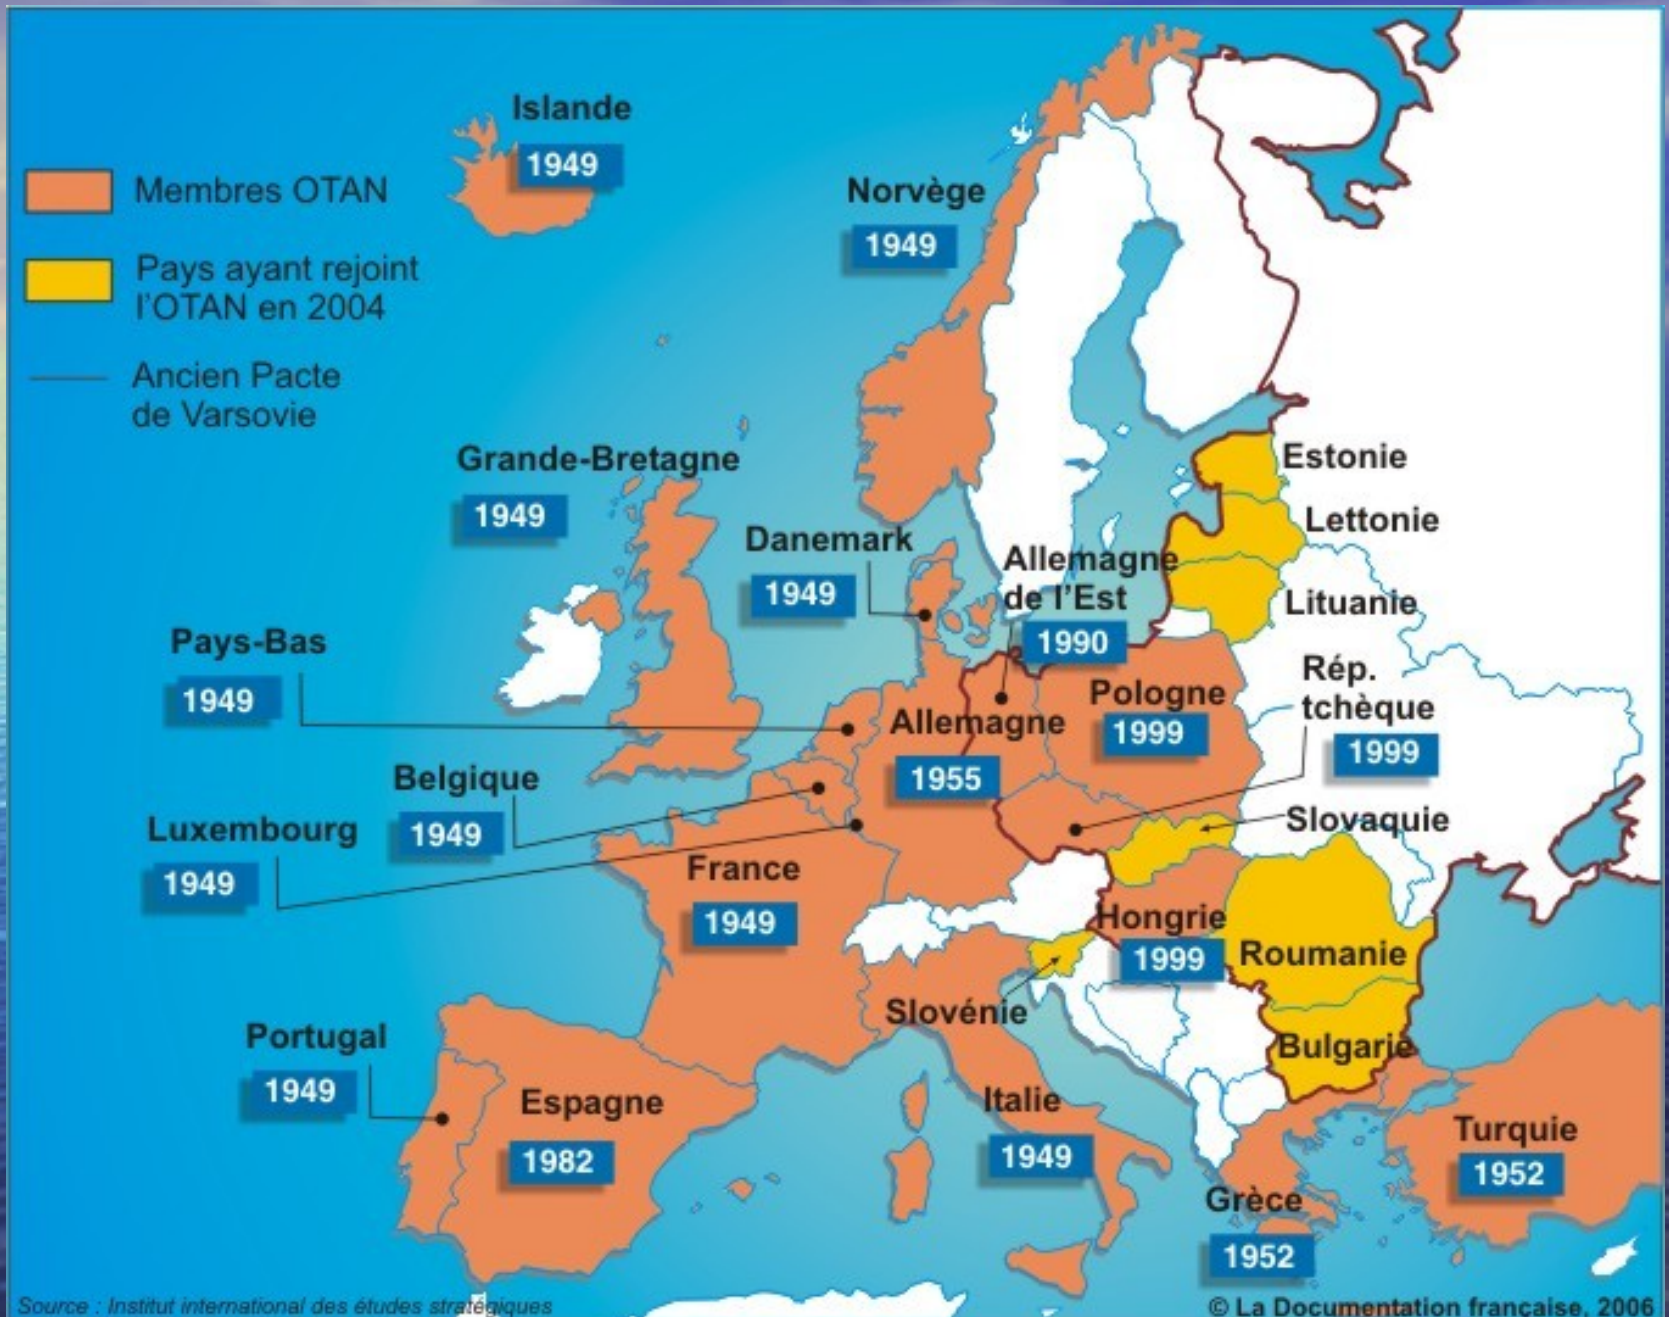 Islande
1949
Membres OTAN
Norvège
1949
Pays ayant rejoint
l'OTAN en 2004
Ancien Pacte
de Varsovie
Grande-Bretagne
1949
Estonie
Lettonie
Danemark
1949
Allemagne
de l'Est
1990
Lituanie
Pays-Bas
1949
Rép.
tchèque
1999
Pologne
1999
Allemagne
1955
Belgique
1949
Slovaquie
Luxembourg
1949
France
1949
Hongrie
1999
Roumanie
Slovénie
Portugal
1949
Bulgarie
Espagne
1982
Italie
1949
Turquie
1952
Grèce
1952
Source : Institut international des études stratégiques
© La Documentation française, 2006